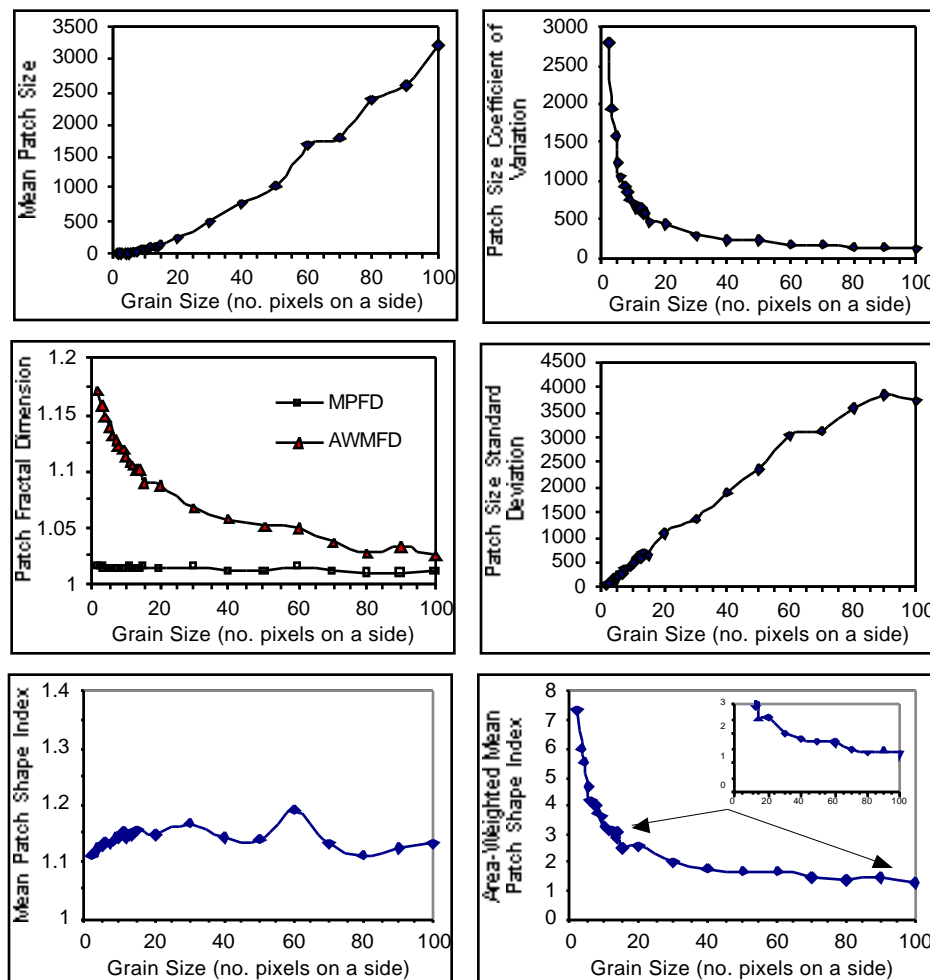 Mean Patch Size
3500
3000
2500
2000
1500
1000
500
0
0 20 40 60 80 100
Grain Size (no. pixels on a side)
Patch Size Coefficient of
Variation
3000
2500
2000
1500
1000
500
0
0 20 40 60 80 100
Grain Size (no. pixels on a side)
Patch Fractal Dimension
1.2
1.15
1.1
1.05
1
MPFD
AWMFD
0 20 40 60 80 100
Grain Size (no. pixels on a side)
Patch Size Standard
Deviation
4500
4000
3500
3000
2500
2000
1500
1000
500
0
0 20 40 60 80 100
Grain Size (no. pixels on a side)
Mean Patch Shape Index
1.4
1.3
1.2
1.1
1
0 20 40 60 80 100
Grain Size (no. pixels on a side)
Area-Weighted Mean
Patch Shape Index
8
7
6
5
4
3
2
1
0
3
2
1
1
0
0 20 40 60 80 100
0 20 40 60 80 100
Grain Size (no. pixels on a side)